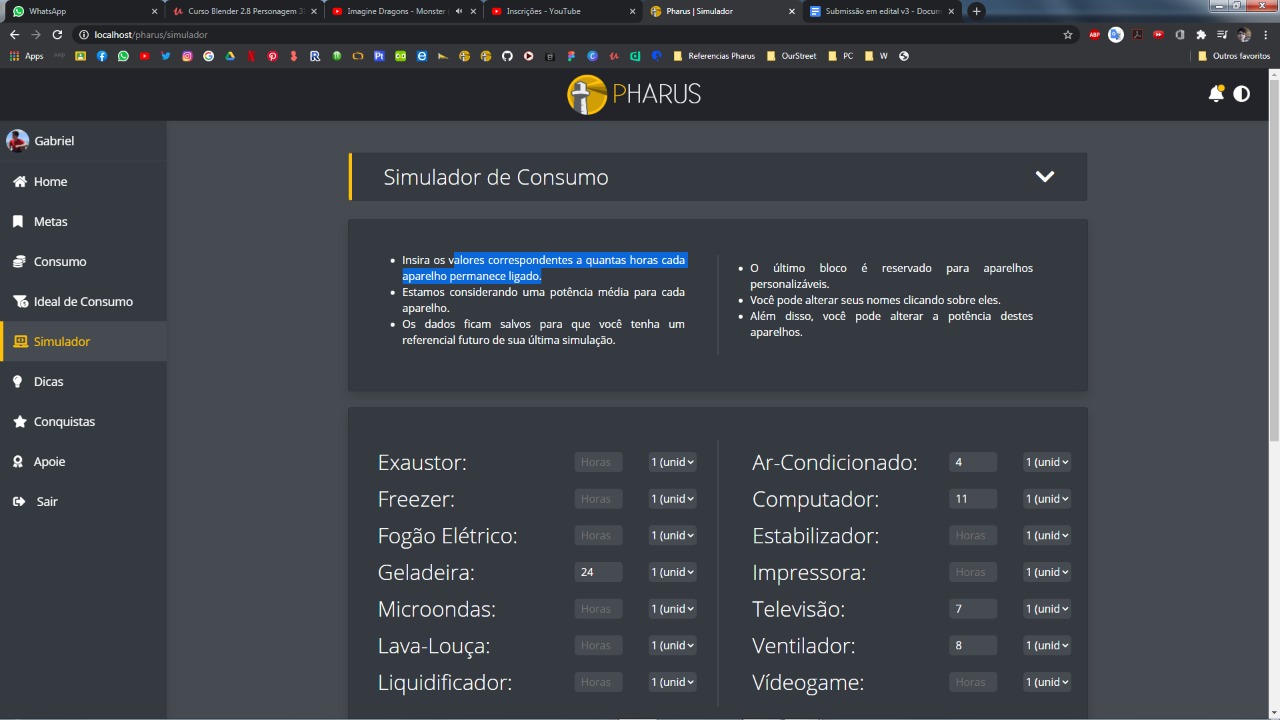 WhatsApp
Curso Blender 2.8 Personagem 3
Imagine Dragons - Monster
Inscrições - YouTube
Pharus | Simulador
Submissão em edital v3 - Docum
localhost/pharus/simulador
ABP
Apps
Referencias Pharus
OurStreet
PC
W
Outros favoritos
PHARUS
Gabriel
Home
Metas
Consumo
Ideal de Consumo
Simulador
Dicas
Conquistas
Apoie
Sair
Simulador de Consumo
Insira os valores correspondentes a quantas horas cada
aparelho permanece ligado.
Estamos considerando uma potência média para cada
aparelho.
Os dados ficam salvos para que você tenha um
referencial futuro de sua última simulação.
O último bloco é reservado para aparelhos
personalizáveis.
Você pode alterar seus nomes clicando sobre eles.
Além disso, você pode alterar a potência destes
aparelhos.
Exaustor: Horas 1 (unid
Freezer: Horas 1 (unid
Fogão Elétrico: Horas 1 (unid
Geladeira: 24 1 (unid
Microondas: Horas 1 (unid
Lava-Louça: Horas 1 (unid
Liquidificador: Horas 1 (unid
Ar-Condicionado: 4 1 (unid
Computador: 11 1 (unid
Estabilizador: Horas 1 (unid
Impressora: Horas 1 (unid
Televisão: 7 1 (unid
Ventilador: 8 1 (unid
Vídeogame: Horas 1 (unid